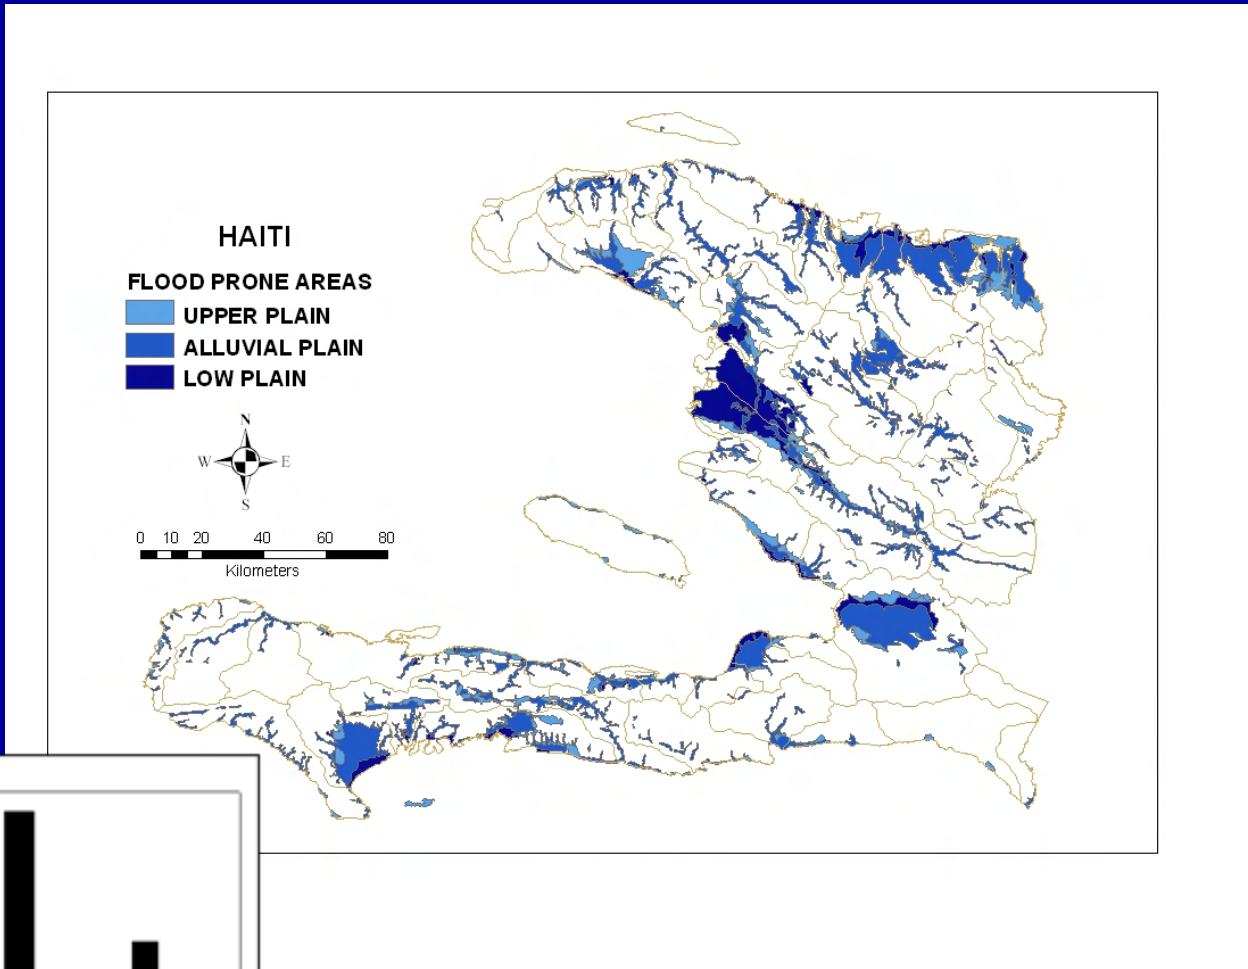 HAITI
FLOOD PRONE AREAS
UPPER PLAIN
ALLUVIAL PLAIN
LOW PLAIN
N
W E
S
0 10 20 40 60 80
Kilometers